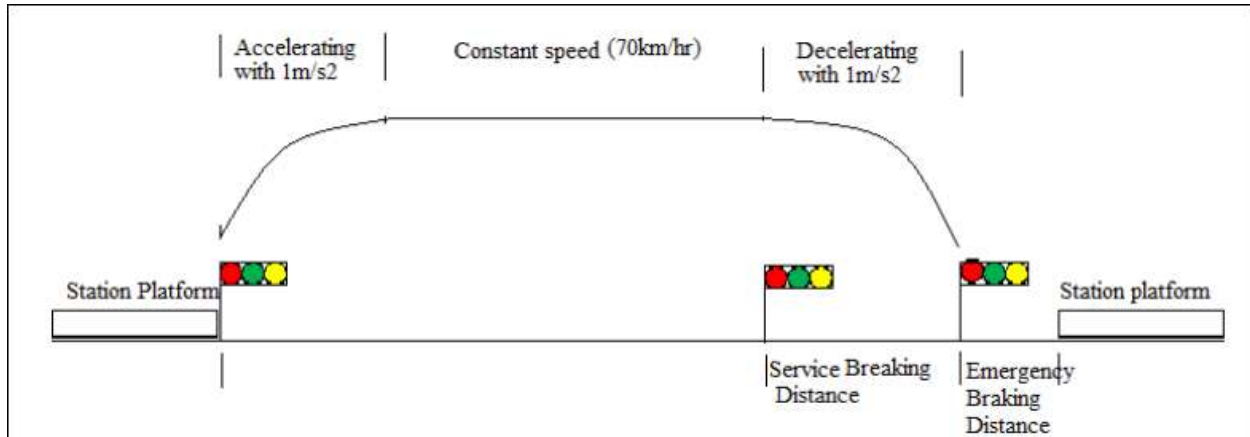 Accelerating
with 1m/s2
Constant speed (70km/hr)
Decelerating
with 1m/s2
Station Platform
Station platform
Service Breaking
Distance
Emergency
Braking
Distance